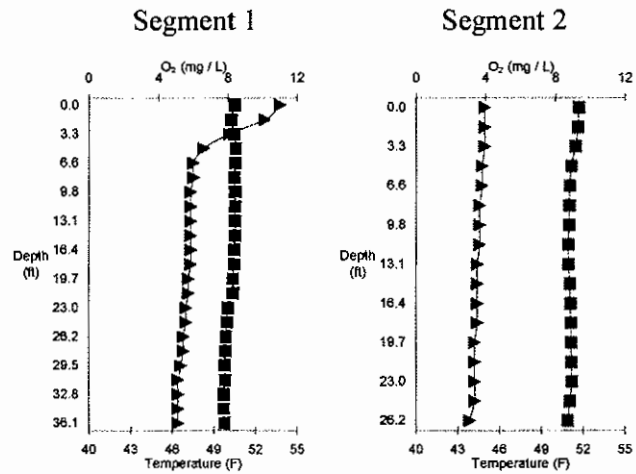 Segment 1
Segment 2
O₂ (mg / L)
O₂ (mg / L)
0 4 8 12
0 4 8 12
0.0
3.3
6.6
9.8
13.1
16.4
19.7
23.0
26.2
29.5
32.8
36.1
Depth
(ft)
0.0
3.3
6.6
9.8
13.1
16.4
19.7
23.0
26.2
Depth
(ft)
40 43 46 49 52 55
40 43 46 49 52 55
Temperature (F)
Temperature (F)